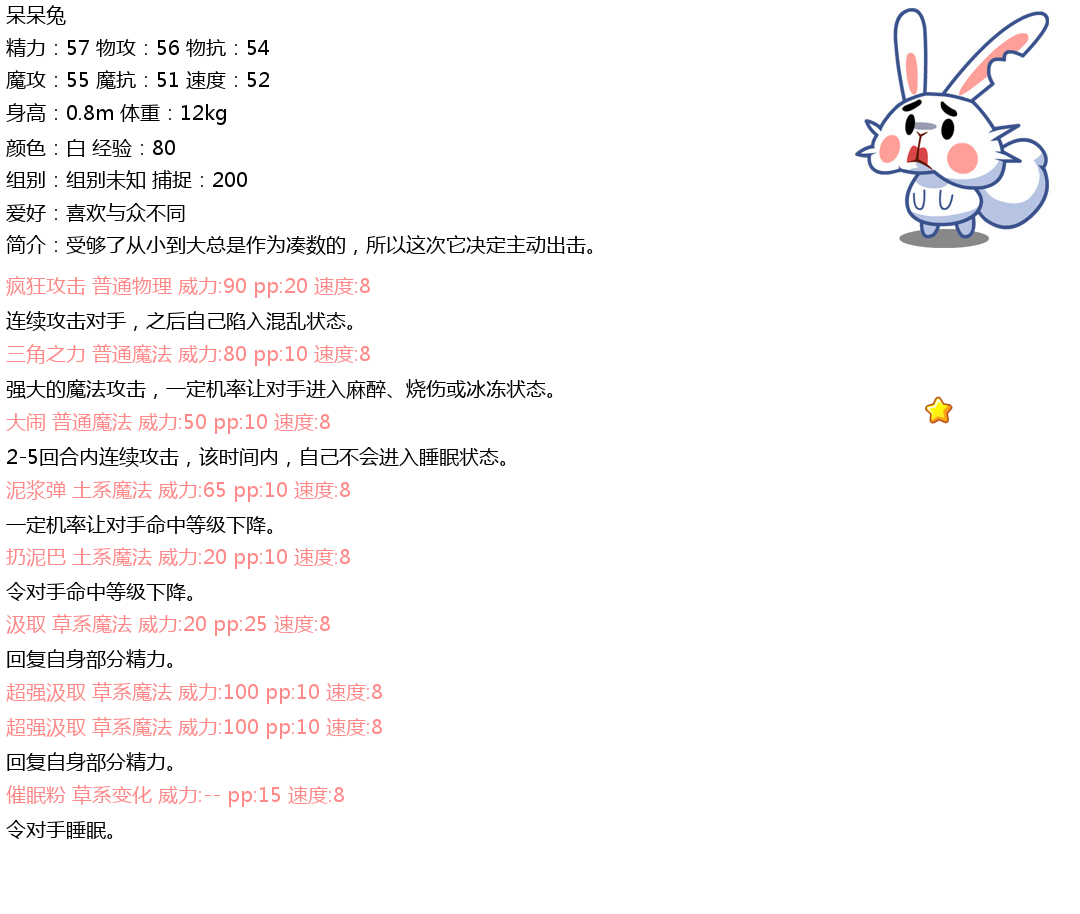 呆呆兔
精力：57 物攻：56 物抗：54
魔攻：55 魔抗：51 速度：52
身高：0.8m 体重：12kg
颜色：白 经验：80
组别：组别未知 捕捉：200
爱好：喜欢与众不同
简介：受够了从小到大总是作为凑数的，所以这次它决定主动出击。
疯狂攻击 普通物理 威力:90 pp:20 速度:8
连续攻击对手，之后自己陷入混乱状态。
三角之力 普通魔法 威力:80 pp:10 速度:8
强大的魔法攻击，一定机率让对手进入麻醉、烧伤或冰冻状态。
大闹 普通魔法 威力:50 pp:10 速度:8
2-5回合内连续攻击，该时间内，自己不会进入睡眠状态。
泥浆弹 土系魔法 威力:65 pp:10 速度:8
一定机率让对手命中等级下降。
扔泥巴 土系魔法 威力:20 pp:10 速度:8
令对手命中等级下降。
汲取 草系魔法 威力:20 pp:25 速度:8
回复自身部分精力。
超强汲取 草系魔法 威力:100 pp:10 速度:8
超强汲取 草系魔法 威力:100 pp:10 速度:8
回复自身部分精力。
催眠粉 草系变化 威力:-- pp:15 速度:8
令对手睡眠。